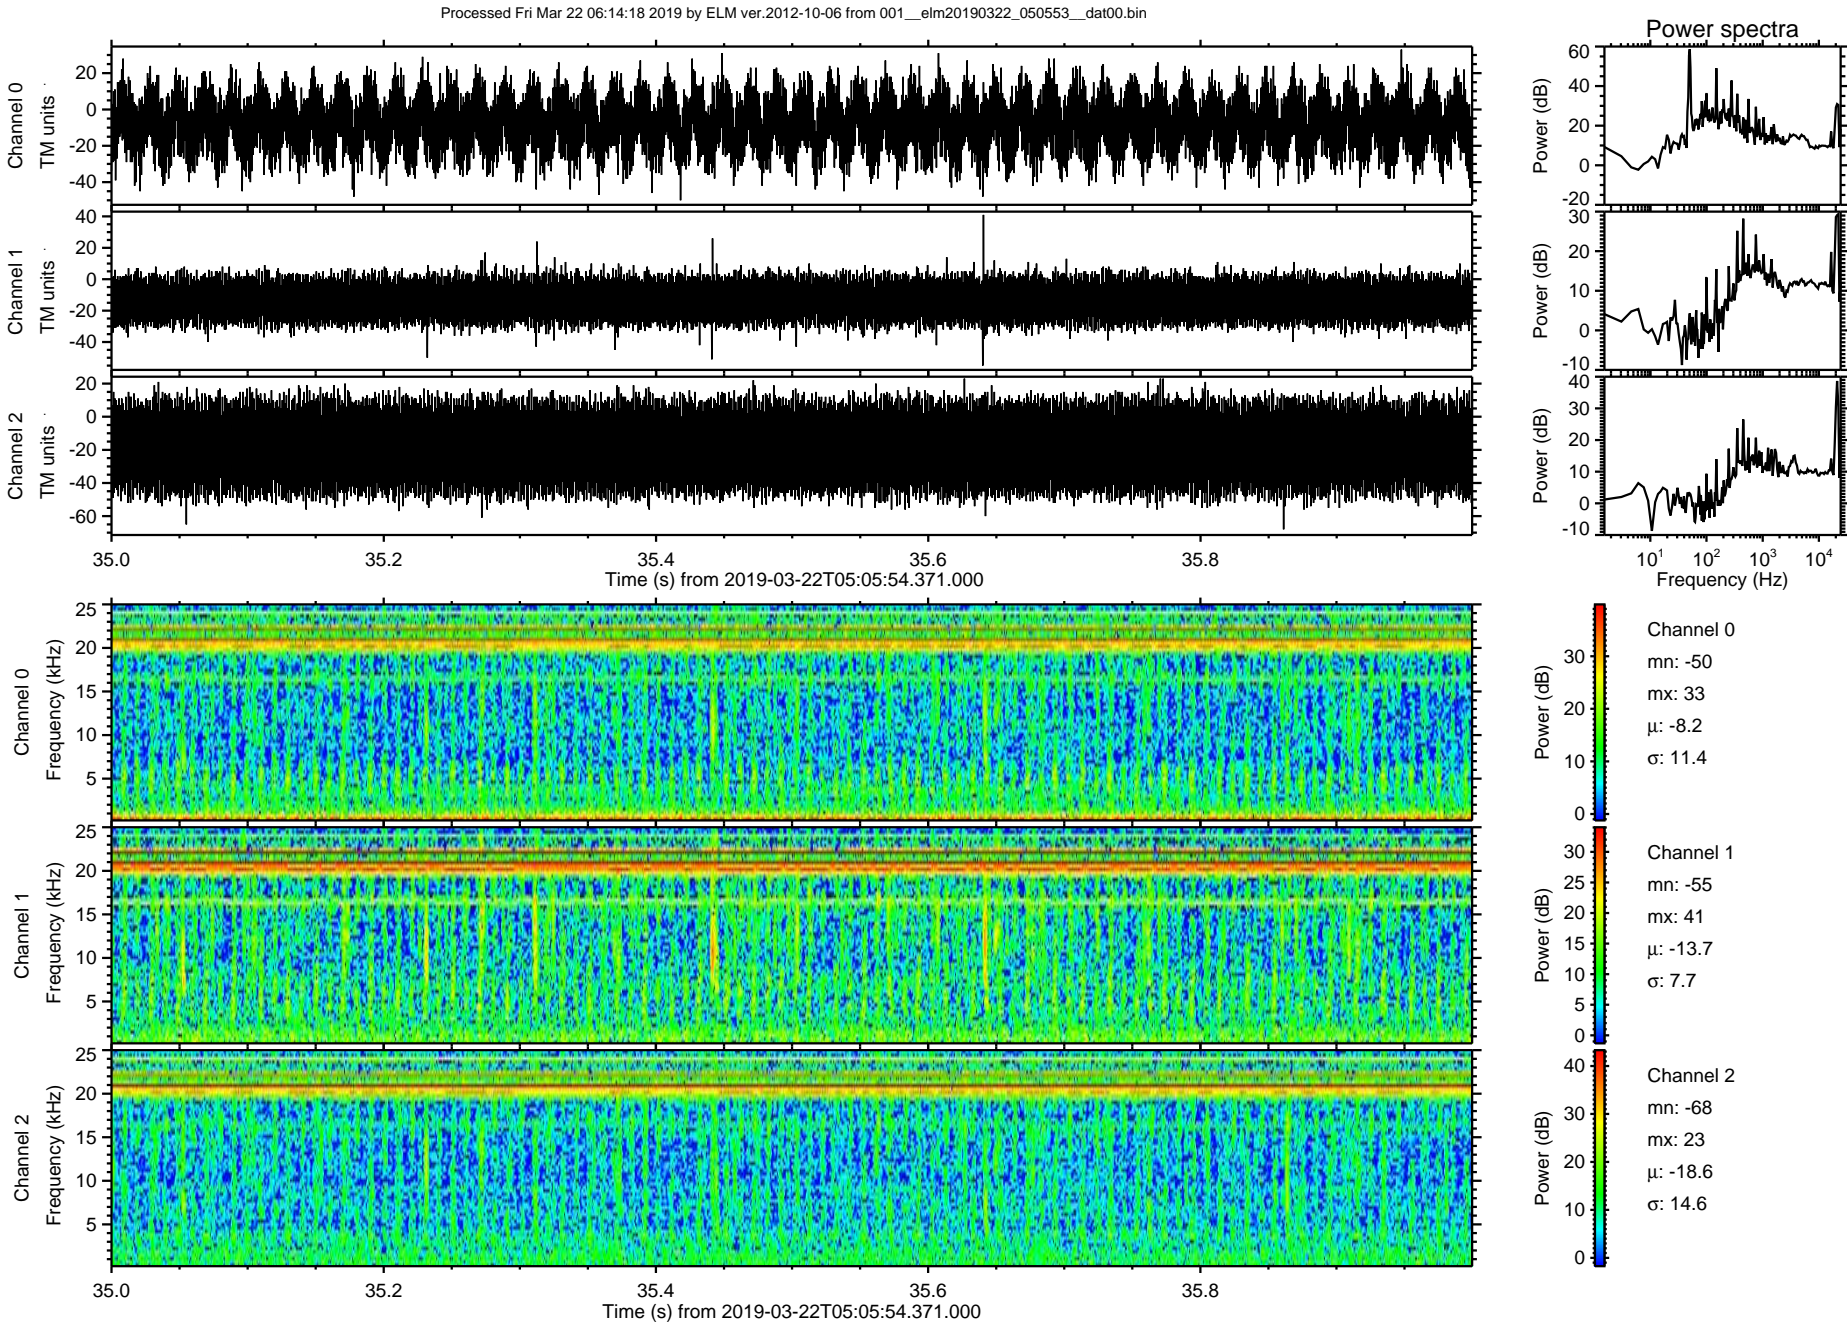 Processed Fri Mar 22 06:14:18 2019 by ELM ver.2012-10-06 from 001__elm20190322_050553__dat00.bin
Power spectra
Channel 0
TM units
20
0
-20
-40
Power (dB)
60
40
20
0
-20
Channel 1
TM units
40
20
0
-20
-40
Power (dB)
30
20
10
0
-10
Channel 2
TM units
20
0
-20
-40
-60
Power (dB)
40
30
20
10
0
-10
35.0 35.2 35.4 35.6 35.8
Time (s) from 2019-03-22T05:05:54.371.000
10^1 10^2 10^3 10^4
Frequency (Hz)
Channel 0
Frequency (kHz)
25
20
15
10
5
Power (dB)
30
20
10
0
Channel 0
mn: -50
mx: 33
μ: -8.2
σ: 11.4
Channel 1
Frequency (kHz)
25
20
15
10
5
Power (dB)
30
25
20
15
10
5
0
Channel 1
mn: -55
mx: 41
μ: -13.7
σ: 7.7
Channel 2
Frequency (kHz)
25
20
15
10
5
Power (dB)
40
30
20
10
0
Channel 2
mn: -68
mx: 23
μ: -18.6
σ: 14.6
35.0 35.2 35.4 35.6 35.8
Time (s) from 2019-03-22T05:05:54.371.000